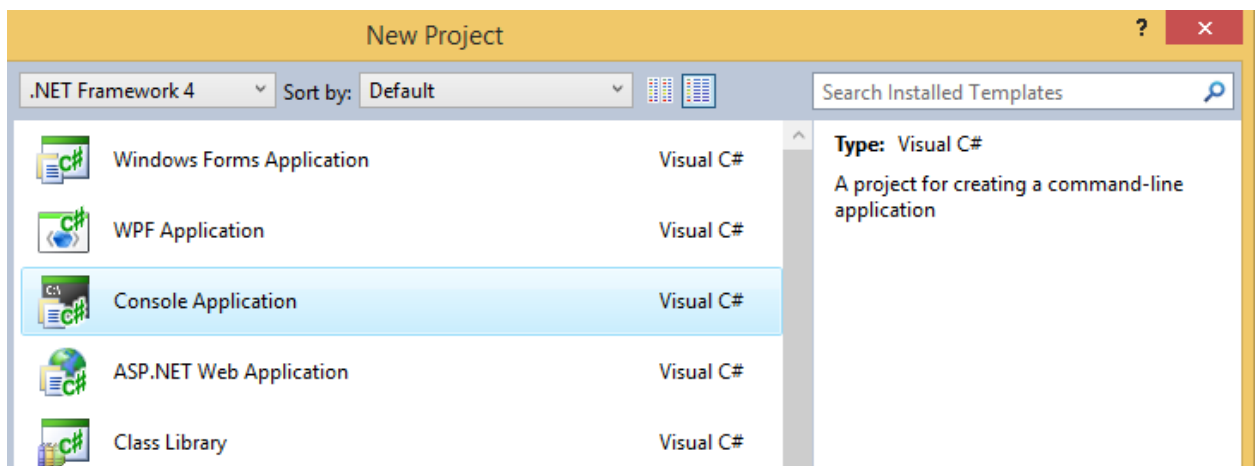 New Project
?
.NET Framework 4 Sort by: Default Search Installed Templates
Windows Forms Application Visual C#
WPF Application Visual C#
Console Application Visual C#
ASP.NET Web Application Visual C#
Class Library Visual C#
Type: Visual C#
A project for creating a command-line
application